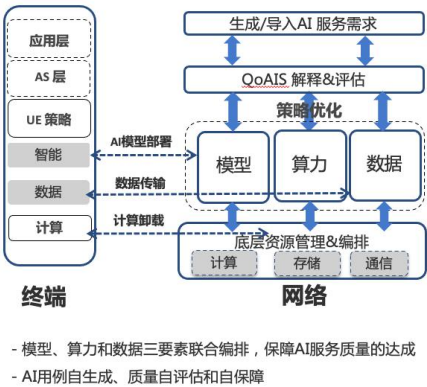 应用层
AS 层
UE 策略
智能
数据
计算
终端
AI模型部署
数据传输
计算卸载
生成/导入AI 服务需求
QoAIS 解释&评估
策略优化
模型
算力
数据
底层资源管理&编排
计算
存储
通信
网络
- 模型、算力和数据三要素联合编排，保障AI服务质量的达成
- AI用例自生成、质量自评估和自保障